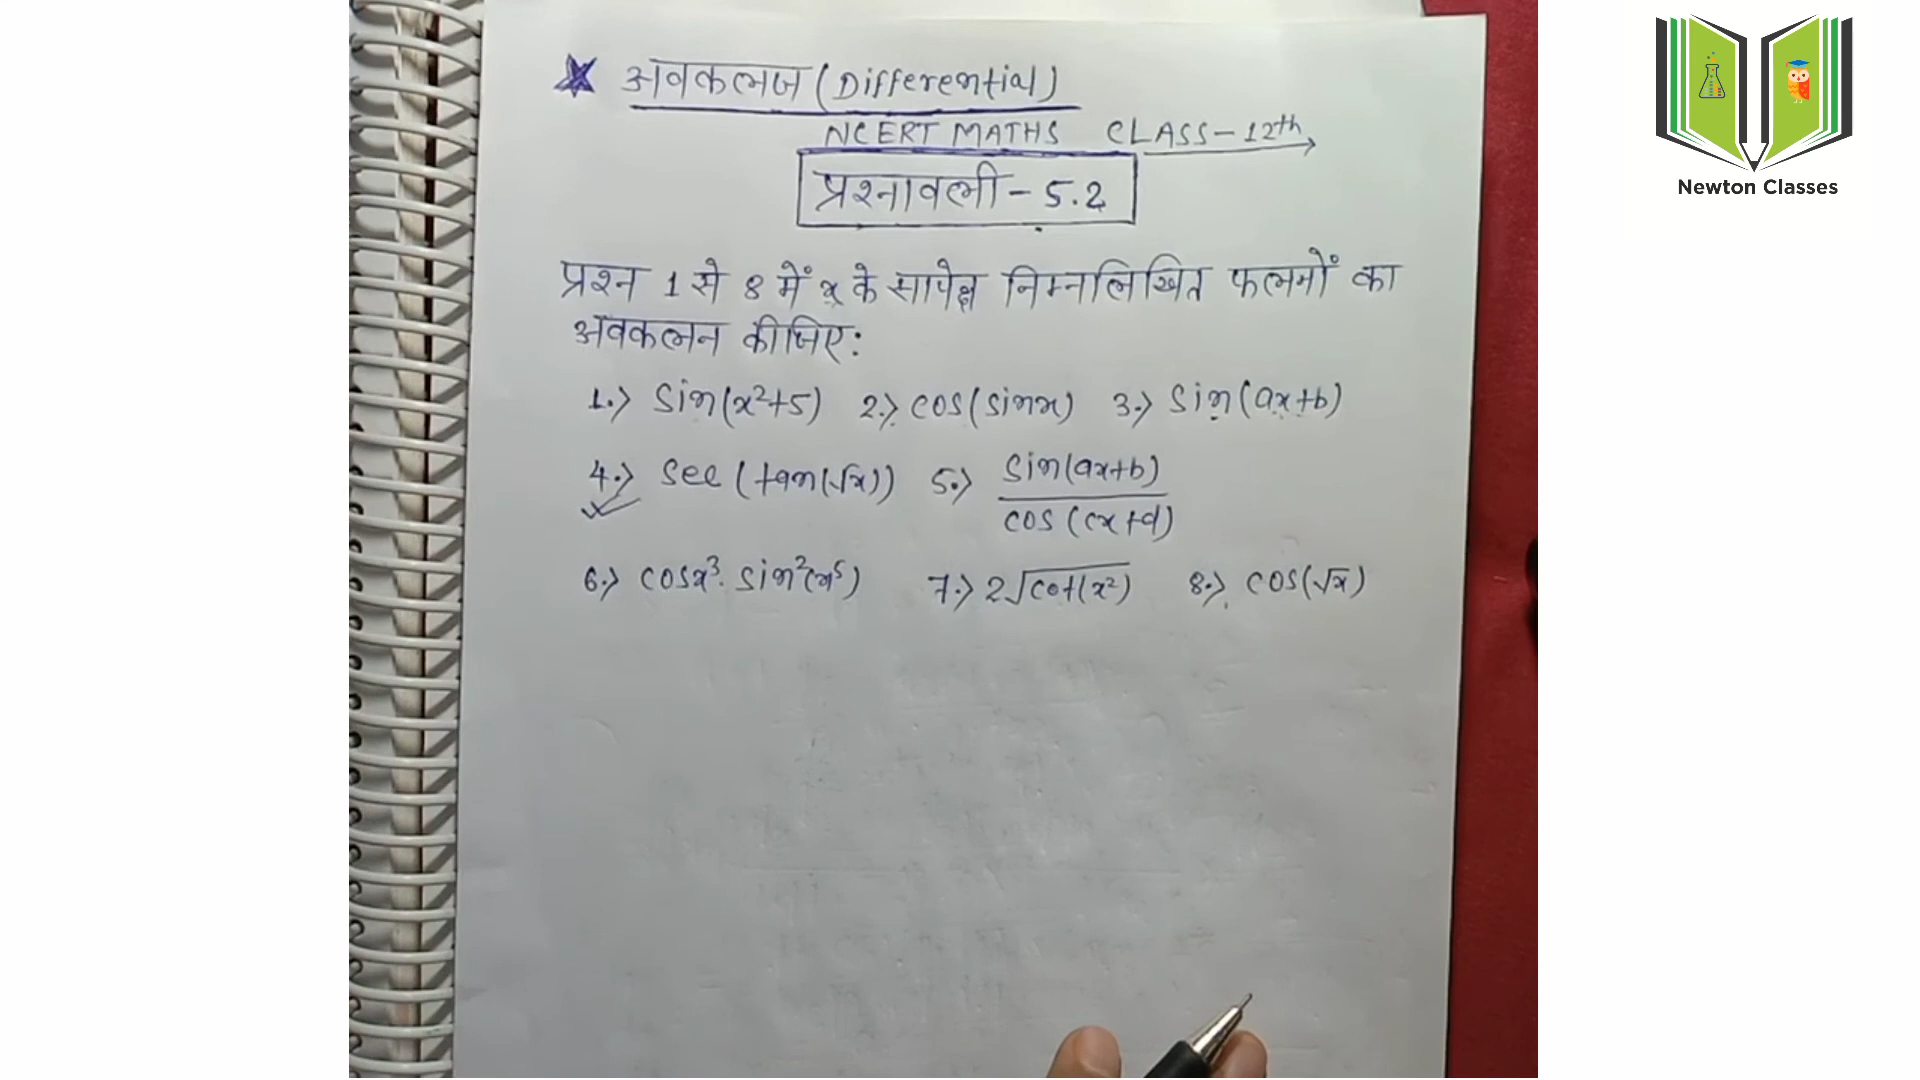 अवकलज (Differential)
NCERT MATHS CLASS-12th
प्रश्नावली - 5.2
प्रश्न 1 से 8 में x के सापेक्ष निम्नलिखित फलनों का
अवकलन कीजिए:
1.> Sin(x²+5) 2.> cos(sinx) 3.> Sin(ax+b)
4.> Sec(tan(√x)) 5.> Sin(ax+b)
cos(cx+d)
6.> cosx³. Sin²(x⁵) 7.> 2√cot(x²) 8.> cos(√x)
Newton Classes